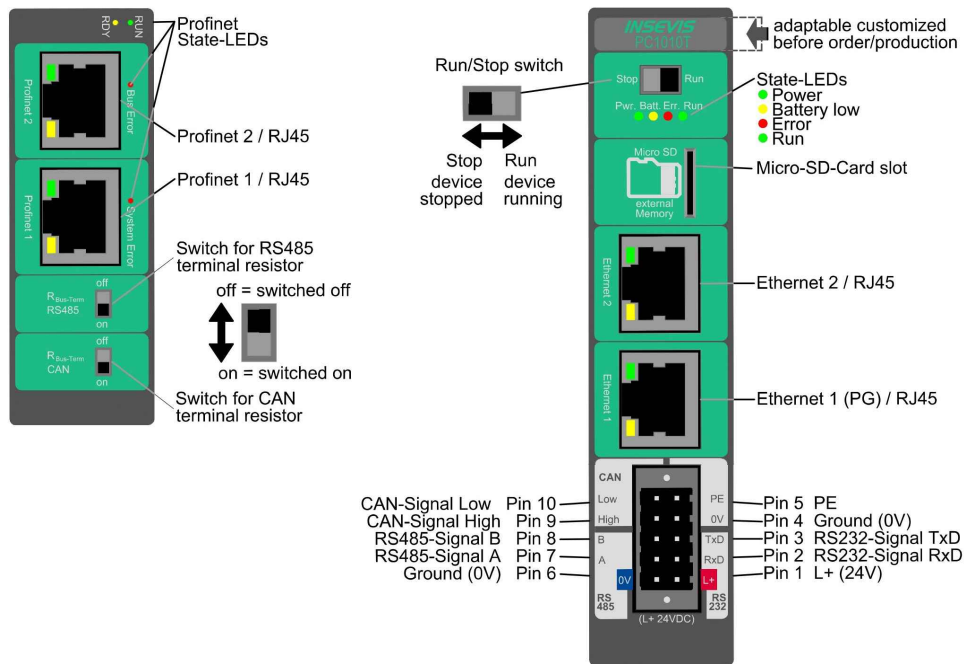 RDY
RUN
Profinet
State-LEDs
Profinet 2
Bus Error
Profinet 2 / RJ45
Profinet 1
System Error
Profinet 1 / RJ45
Switch for RS485
terminal resistor
off
RBus-Term
RS485
on
off = switched off
on = switched on
off
RBus-Term
CAN
on
Switch for CAN
terminal resistor
INSEVIS
PC1010T
adaptable customized
before order/production
Run/Stop switch
Stop
Run
Stop
device
stopped
Run
device
running
Pwr. Batt. Err. Run
State-LEDs
Power
Battery low
Error
Run
Micro SD
external
Memory
Micro-SD-Card slot
Ethernet 2
Ethernet 2 / RJ45
Ethernet 1
Ethernet 1 (PG) / RJ45
CAN
CAN-Signal Low Pin 10
Low
PE
Pin 5 PE
CAN-Signal High Pin 9
High
0V
Pin 4 Ground (0V)
RS485-Signal B Pin 8
B
TxD
Pin 3 RS232-Signal TxD
RS485-Signal A Pin 7
A
RxD
Pin 2 RS232-Signal RxD
Ground (0V) Pin 6
0V
L+
Pin 1 L+ (24V)
RS
485
RS
232
(L+ 24VDC)